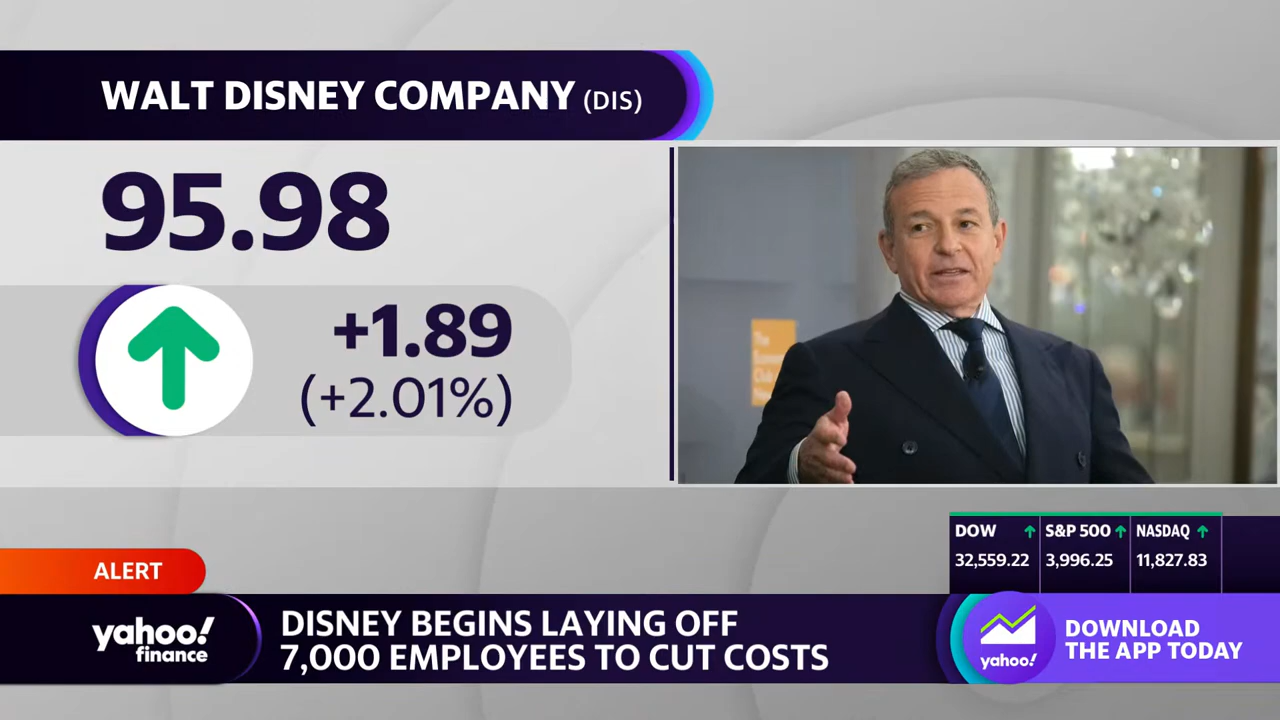 WALT DISNEY COMPANY (DIS)
95.98
+1.89
(+2.01%)
The
DOW S&P 500 NASDAQ
32,559.22 3,996.25 11,827.83
ALERT
yahoo!
finance
DISNEY BEGINS LAYING OFF
7,000 EMPLOYEES TO CUT COSTS
yahoo!
DOWNLOAD
THE APP TODAY